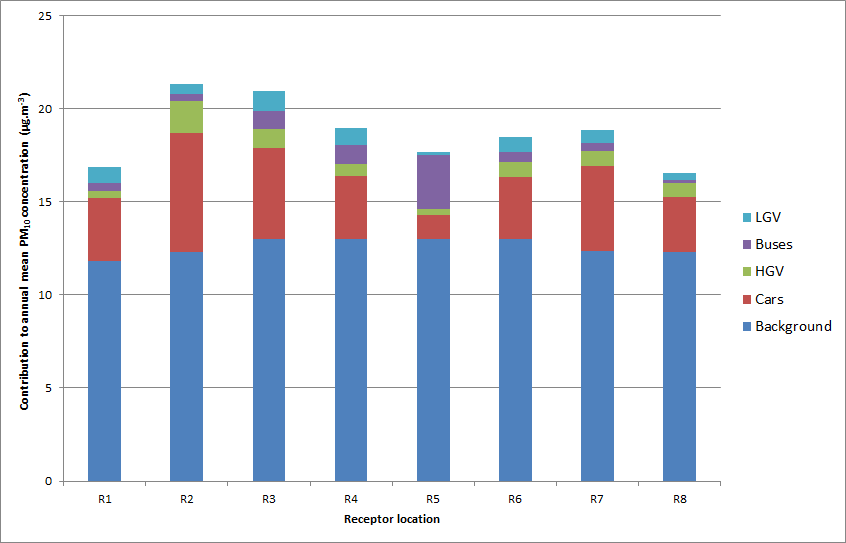 Contribution to annual mean PM₁₀ concentration (µg.m⁻³)
25
20
15
10
5
0
R1 R2 R3 R4 R5 R6 R7 R8
Receptor location
LGV
Buses
HGV
Cars
Background